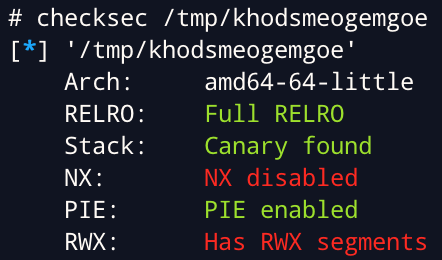 # checksec /tmp/khodsmeogemgoe
[*] '/tmp/khodsmeogemgoe'
Arch: amd64-64-little
RELRO: Full RELRO
Stack: Canary found
NX: NX disabled
PIE: PIE enabled
RWX: Has RWX segments